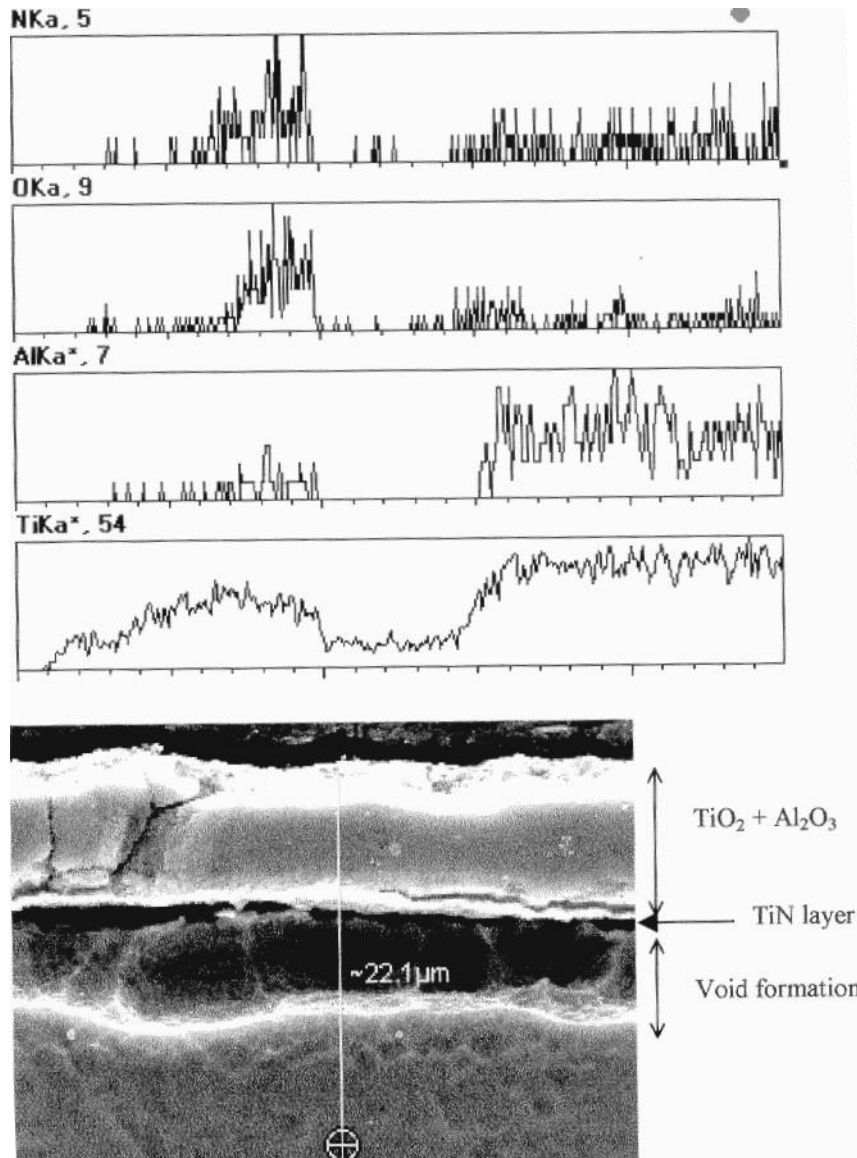 NKa, 5
OKa, 9
AlKa*, 7
TiKa*, 54
TiO₂ + Al₂O₃
TiN layer
~22.1µm
Void formation